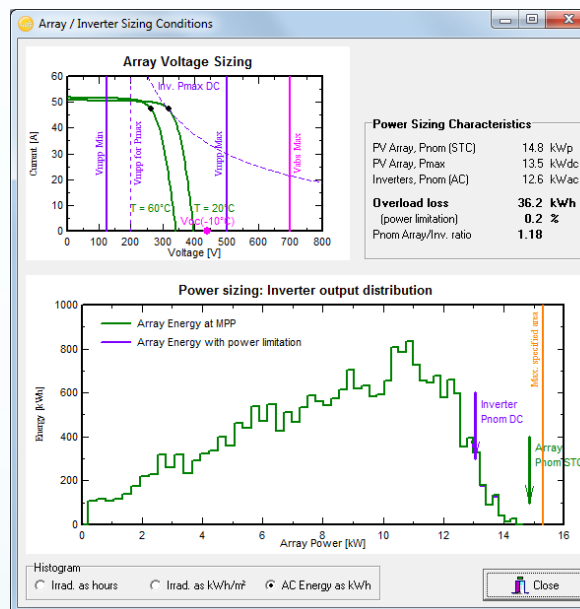 Array / Inverter Sizing Conditions
Array Voltage Sizing
60
50
40
30
20
10
0
Current [A]
Inv. Pmax DC
Vmpp Min
Vmpp for Pmax
Vmpp Max
Vabs Max
T = 60°C
T = 20°C
Voc(-10°C)
0 100 200 300 400 500 600 700 800
Voltage [V]
Power Sizing Characteristics
PV Array, Pnom (STC) 14.8 kWp
PV Array, Pmax 13.5 kWdc
Inverters, Pnom (AC) 12.6 kWac
Overload loss 36.2 kWh
(power limitation) 0.2 %
Pnom Array/Inv. ratio 1.18
Power sizing: Inverter output distribution
1000
800
600
400
200
0
Energy [kWh]
Array Energy at MPP
Array Energy with power limitation
Inverter
Pnom DC
Max. specified area
Array
Pnom STC
0 2 4 6 8 10 12 14 16
Array Power [kW]
Histogram
Irrad. as hours
Irrad. as kWh/m²
AC Energy as kWh
Close